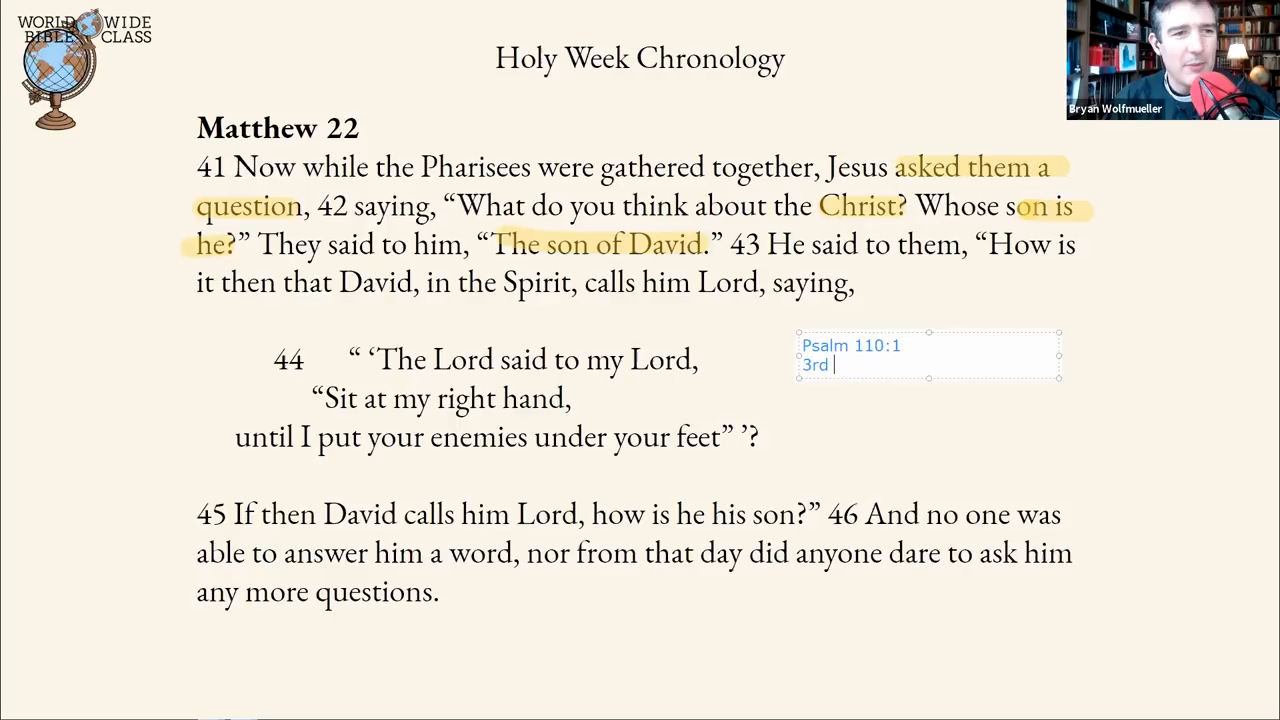 WORLD WIDE
BIBLE CLASS
Holy Week Chronology
Bryan Wolfmueller
Matthew 22
41 Now while the Pharisees were gathered together, Jesus asked them a
question, 42 saying, “What do you think about the Christ? Whose son is
he?” They said to him, “The son of David.” 43 He said to them, “How is
it then that David, in the Spirit, calls him Lord, saying,
44 “ ‘The Lord said to my Lord,
“Sit at my right hand,
until I put your enemies under your feet” ’?
Psalm 110:1
3rd
45 If then David calls him Lord, how is he his son?” 46 And no one was
able to answer him a word, nor from that day did anyone dare to ask him
any more questions.